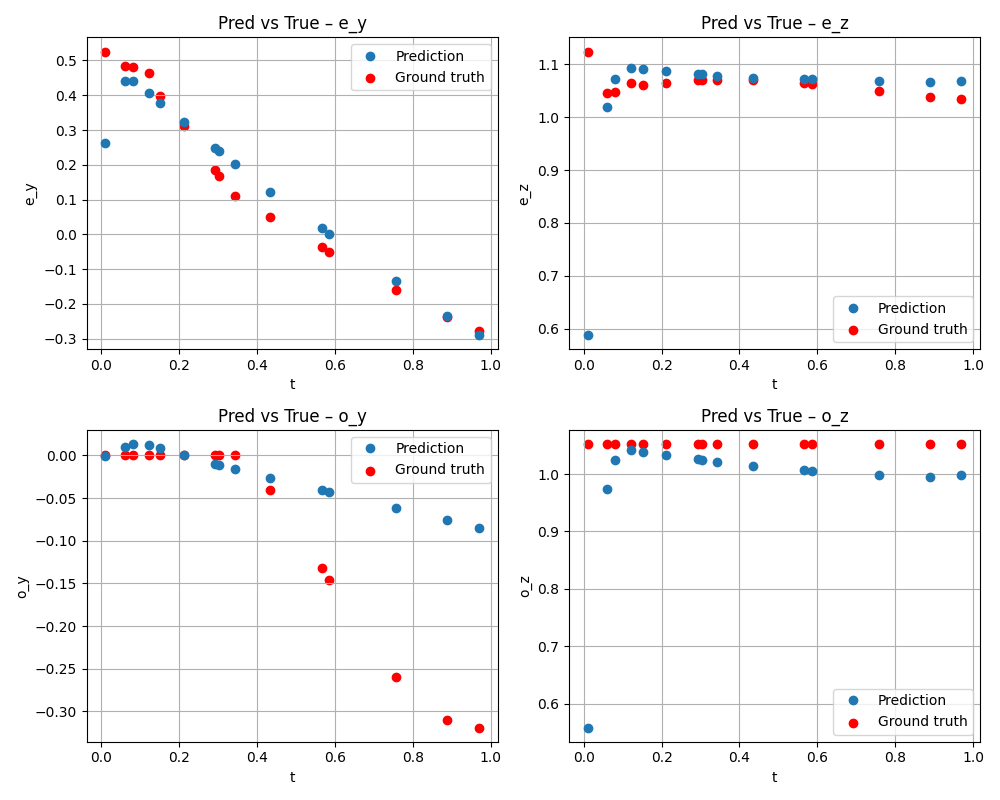 Pred vs True – e_y
Prediction
Ground truth
e_y
0.5
0.4
0.3
0.2
0.1
0.0
−0.1
−0.2
−0.3
0.0 0.2 0.4 0.6 0.8 1.0
t
Pred vs True – e_z
e_z
1.1
1.0
0.9
0.8
0.7
0.6
Prediction
Ground truth
0.0 0.2 0.4 0.6 0.8 1.0
t
Pred vs True – o_y
Prediction
Ground truth
o_y
0.00
−0.05
−0.10
−0.15
−0.20
−0.25
−0.30
0.0 0.2 0.4 0.6 0.8 1.0
t
Pred vs True – o_z
o_z
1.0
0.9
0.8
0.7
0.6
Prediction
Ground truth
0.0 0.2 0.4 0.6 0.8 1.0
t